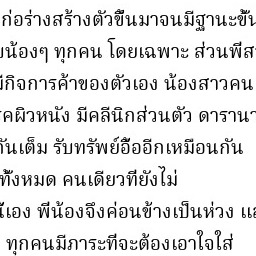 ก่อร่างสร้างตัวขึ้นมาจนมีฐานะขึ้น
น้องๆ ทุกคน โดยเฉพาะ ส่วนพี่
มีกิจการค้าของตัวเอง น้องสาวคน
คผิวหนัง มีคลีนิกส่วนตัว ดารานา
กันเต็ม รับทรัพย์อื้ออีกเหมือนกัน
ทั้งหมด คนเดียวที่ยังไม่
นี่เอง พี่น้องจึงค่อนข้างเป็นห่วง แ
ทุกคนมีภาระที่จะต้องเอาใจใส่